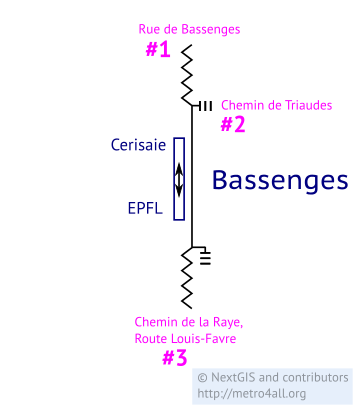 Rue de Bassenges
#1
Chemin de Triaudes
#2
Cerisaie
Bassenges
EPFL
Chemin de la Raye,
Route Louis-Favre
#3
© NextGIS and contributors
http://metro4all.org